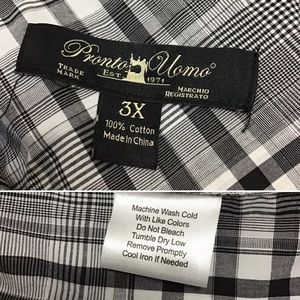 Pronto Uomo
EST. 1971
TRADE
MARK
MARCHIO
REGISTRATO
3X
100% Cotton
Made in China
Machine Wash Cold
With Like Colors
Do Not Bleach
Tumble Dry Low
Remove Promptly
Cool Iron If Needed